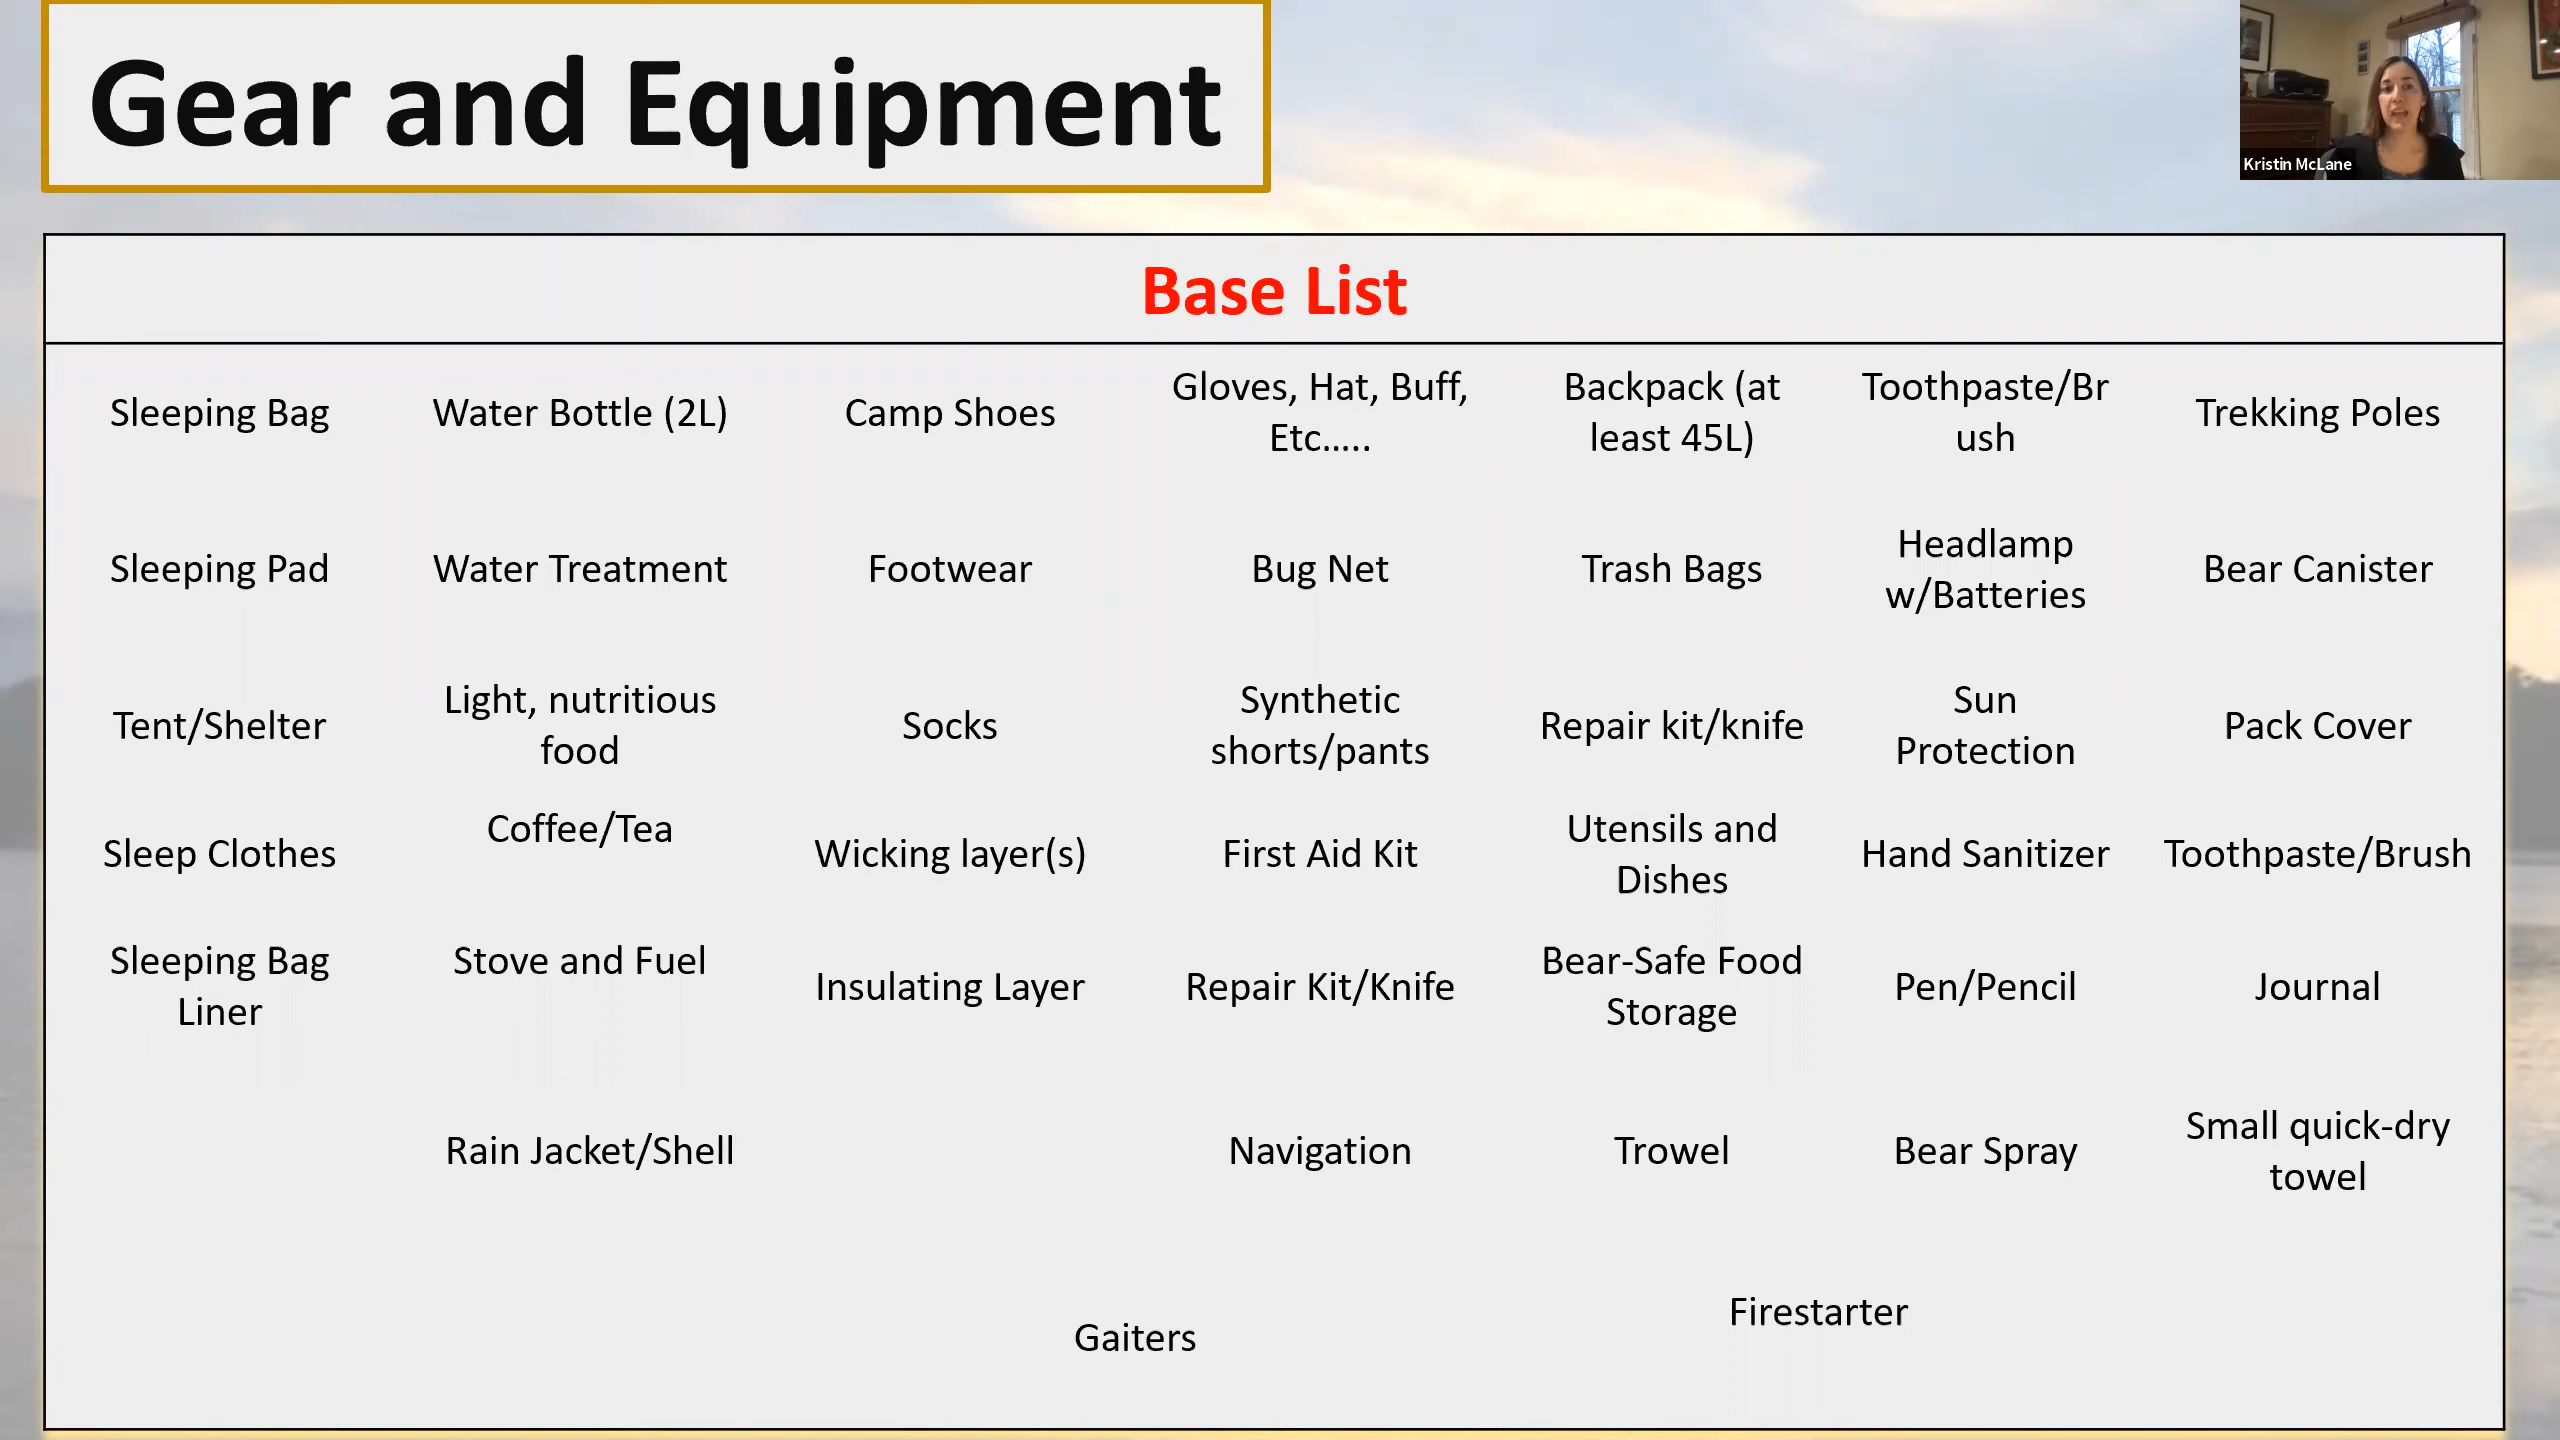 Gear and Equipment
Kristin McLane
Base List
Sleeping Bag
Water Bottle (2L)
Camp Shoes
Gloves, Hat, Buff,
Etc.....
Backpack (at
least 45L)
Toothpaste/Br
ush
Trekking Poles
Sleeping Pad
Water Treatment
Footwear
Bug Net
Trash Bags
Headlamp
w/Batteries
Bear Canister
Tent/Shelter
Light, nutritious
food
Socks
Synthetic
shorts/pants
Repair kit/knife
Sun
Protection
Pack Cover
Sleep Clothes
Coffee/Tea
Wicking layer(s)
First Aid Kit
Utensils and
Dishes
Hand Sanitizer
Toothpaste/Brush
Sleeping Bag
Liner
Stove and Fuel
Insulating Layer
Repair Kit/Knife
Bear-Safe Food
Storage
Pen/Pencil
Journal
Rain Jacket/Shell
Navigation
Trowel
Bear Spray
Small quick-dry
towel
Gaiters
Firestarter